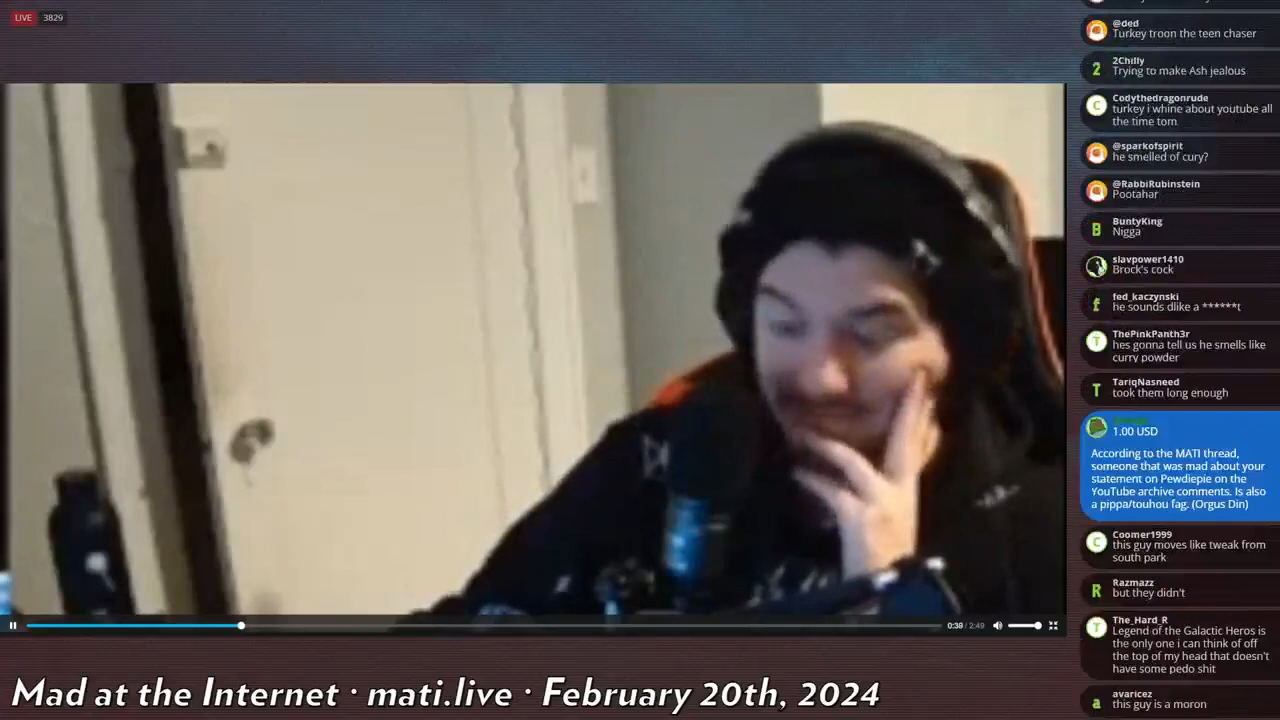 LIVE 3829
@ded
Turkey troon the teen chaser
2 2Chilly
Trying to make Ash jealous
C Codythedragonrude
turkey i whine about youtube all
the time tom
@sparkofspirit
he smelled of cury?
@RabbiRubinstein
Pootahar
B BuntyKing
Nigga
slavpower1410
Brock's cock
f fed_kaczynski
he sounds dlike a ******t
T ThePinkPanth3r
hes gonna tell us he smells like
curry powder
T TariqNasneed
took them long enough
1.00 USD
According to the MATI thread,
someone that was mad about your
statement on Pewdiepie on the
YouTube archive comments. Is also
a pippa/touhou fag. (Orgus Din)
C Coomer1999
this guy moves like tweak from
south park
R Razmazz
but they didn't
T The_Hard_R
Legend of the Galactic Heros is
the only one i can think of off
the top of my head that doesn't
have some pedo shit
a avaricez
this guy is a moron
0:39 / 2:49
Mad at the Internet · mati.live · February 20th, 2024